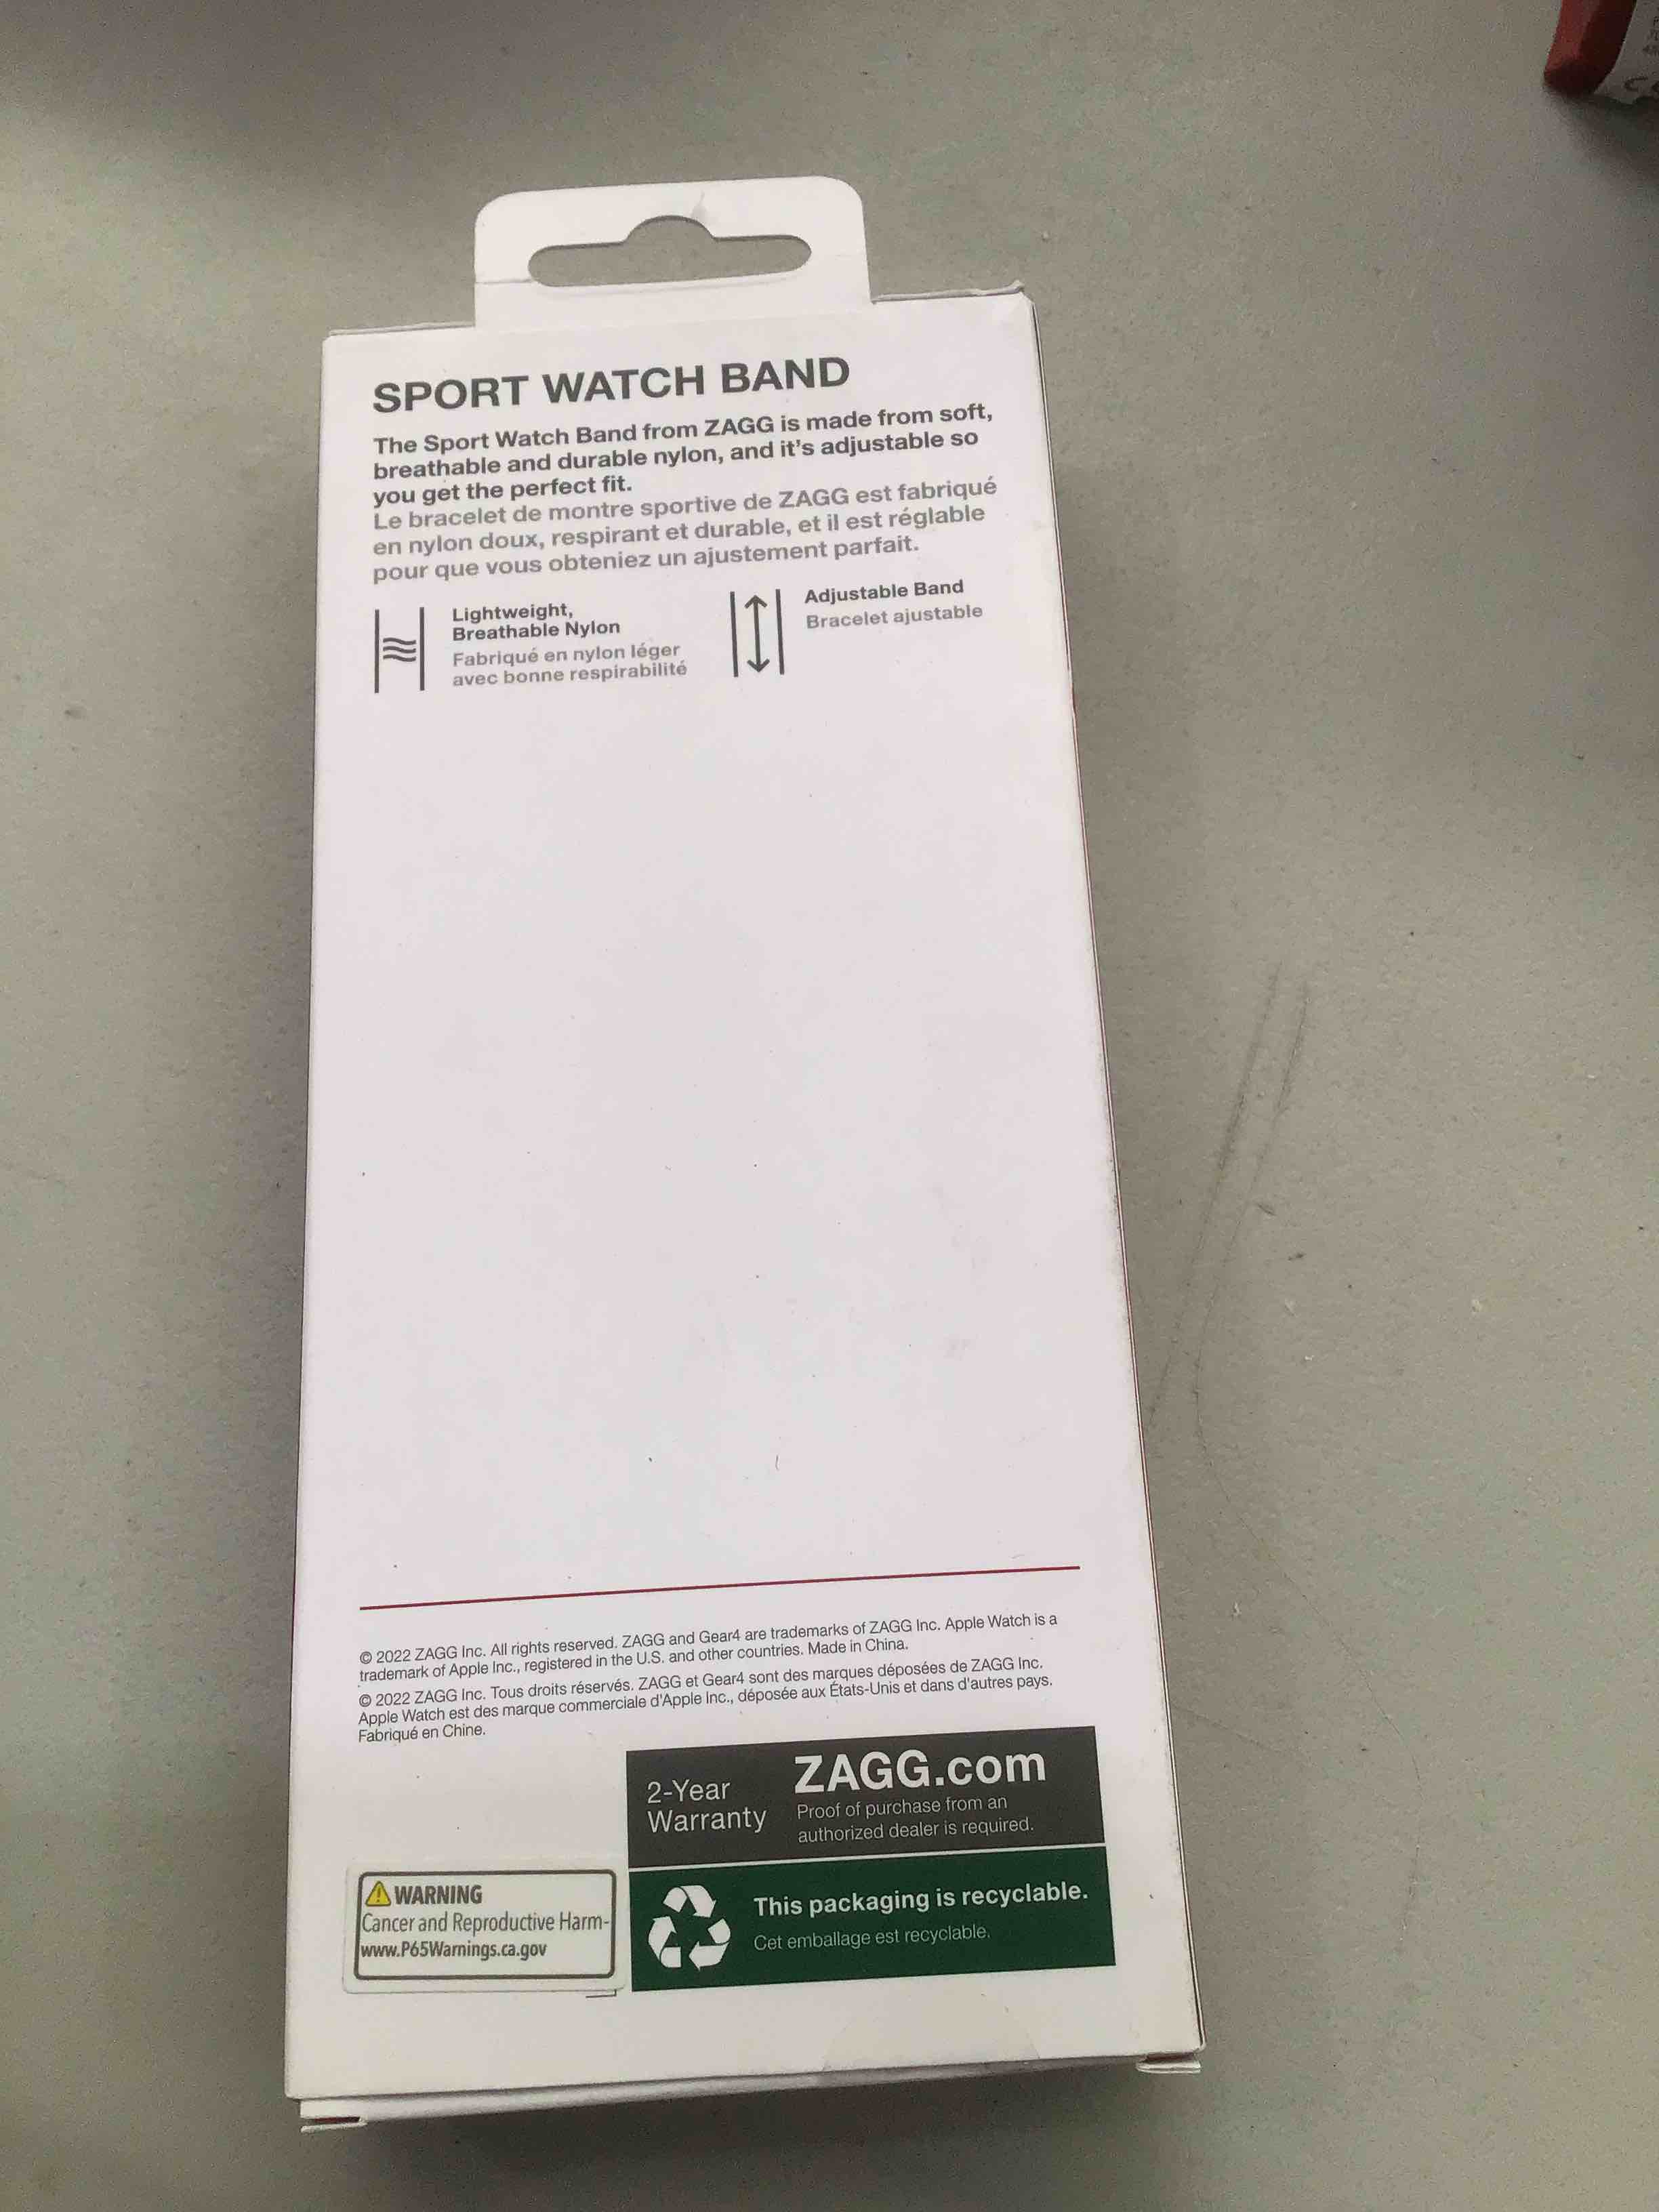 SPORT WATCH BAND
The Sport Watch Band from ZAGG is made from soft,
breathable and durable nylon, and it's adjustable so
you get the perfect fit.
Le bracelet de montre sportive de ZAGG est fabriqué
en nylon doux, respirant et durable, et il est réglable
pour que vous obteniez un ajustement parfait.
Lightweight,
Breathable Nylon
Fabriqué en nylon léger
avec bonne respirabilité
Adjustable Band
Bracelet ajustable
© 2022 ZAGG Inc. All rights reserved. ZAGG and Gear4 are trademarks of ZAGG Inc. Apple Watch is a
trademark of Apple Inc., registered in the U.S. and other countries. Made in China.
© 2022 ZAGG Inc. Tous droits réservés. ZAGG et Gear4 sont des marques déposées de ZAGG Inc.
Apple Watch est des marque commerciale d'Apple Inc., déposée aux États-Unis et dans d'autres pays.
Fabriqué en Chine.
2-Year
Warranty
ZAGG.com
Proof of purchase from an
authorized dealer is required.
WARNING
Cancer and Reproductive Harm-
www.P65Warnings.ca.gov
This packaging is recyclable.
Cet emballage est recyclable.